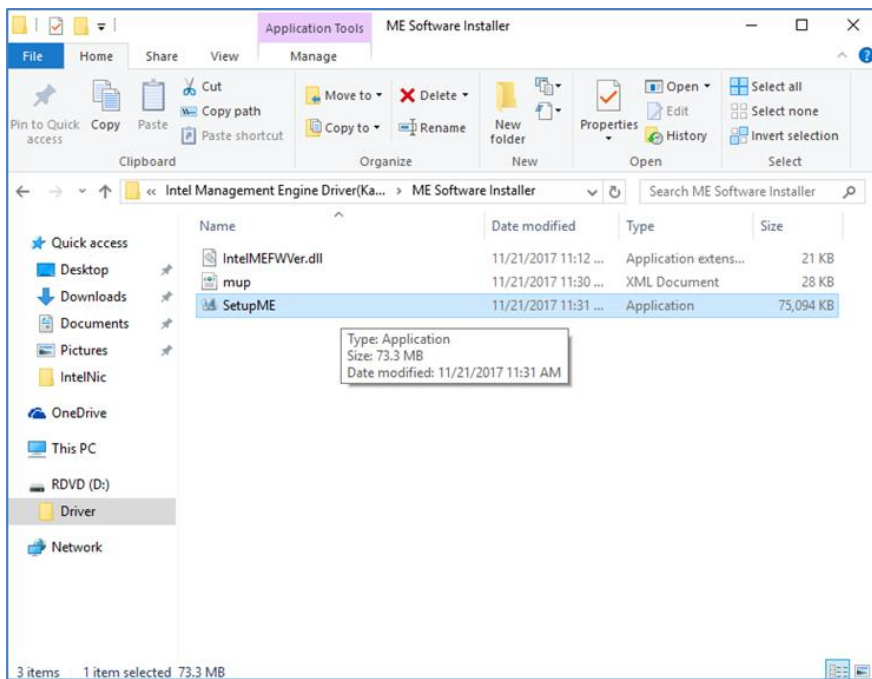 Application Tools
ME Software Installer
File
Home
Share
View
Manage
Pin to Quick access
Copy
Paste
Cut
Copy path
Paste shortcut
Clipboard
Move to
Copy to
Delete
Rename
Organize
New folder
New
Properties
Open
Edit
History
Open
Select all
Select none
Invert selection
Select
« Intel Management Engine Driver(Ka... > ME Software Installer
Search ME Software Installer
Name Date modified Type Size
IntelMEFWVer.dll 11/21/2017 11:12 ... Application extens... 21 KB
mup 11/21/2017 11:30 ... XML Document 28 KB
SetupME 11/21/2017 11:31 ... Application 75,094 KB
Type: Application
Size: 73.3 MB
Date modified: 11/21/2017 11:31 AM
Quick access
Desktop
Downloads
Documents
Pictures
IntelNic
OneDrive
This PC
RDVD (D:)
Driver
Network
3 items 1 item selected 73.3 MB